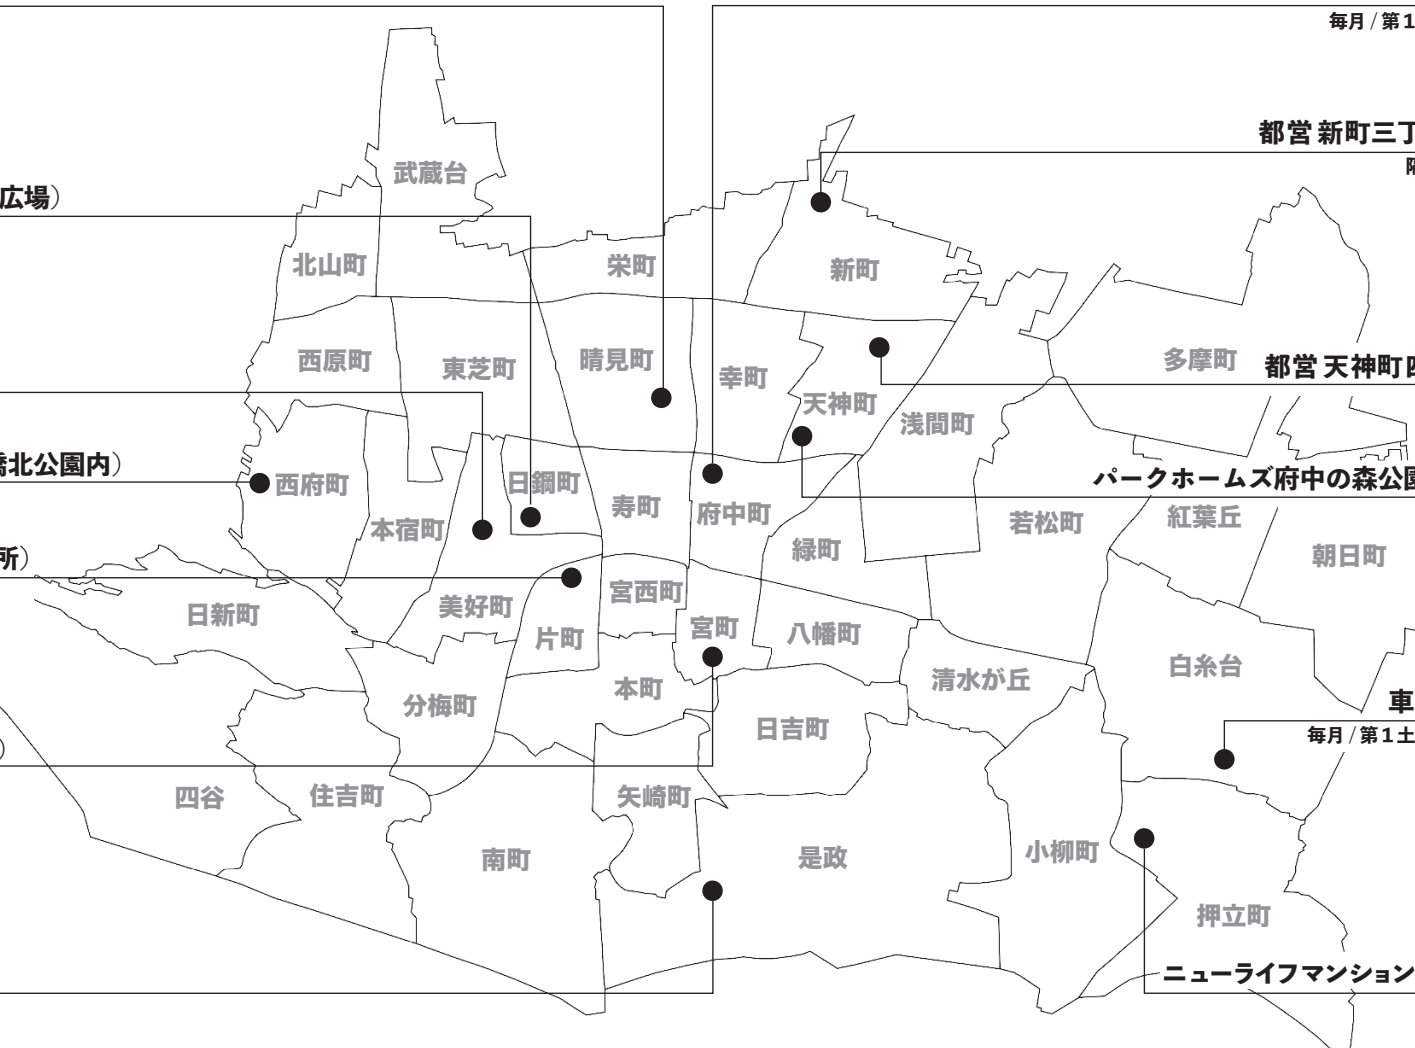 毎月 / 第1
都営 新町三丁
武蔵台
広場）
北山町
栄町
新町
西原町
東芝町
晴見町
幸町
多摩町
都営 天神町四
天神町
浅間町
橋北公園内）
西府町
日鋼町
パークホームズ府中の森公園
寿町
府中町
若松町
紅葉丘
本宿町
緑町
朝日町
所）
宮西町
美好町
日新町
宮町
八幡町
片町
白糸台
清水が丘
本町
分梅町
車
日吉町
毎月 / 第1土
）
四谷
住吉町
矢崎町
小柳町
是政
南町
押立町
ニューライフマンション